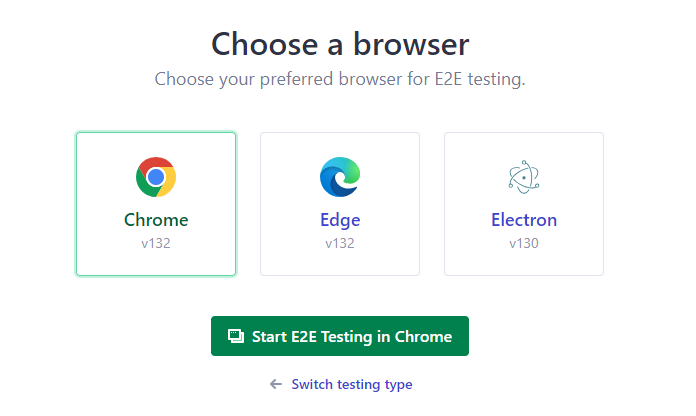 Choose a browser
Choose your preferred browser for E2E testing.
Chrome
v132
Edge
v132
Electron
v130
Start E2E Testing in Chrome
Switch testing type